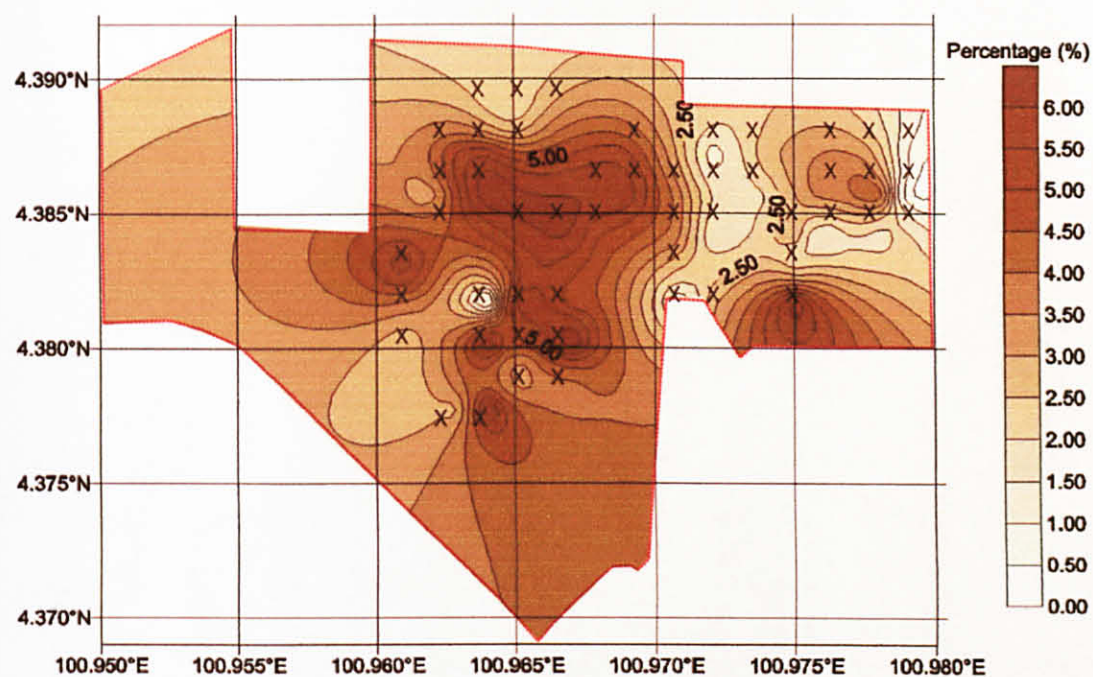 Percentage (%)
4.390°N
4.385°N
4.380°N
4.375°N
4.370°N
100.950°E 100.955°E 100.960°E 100.965°E 100.970°E 100.975°E 100.980°E
X X X
X X X X X X X X X
X X X X X X X X X X
X X X X X X X X X X
X X X
X X X X X X X
X X X X
X X
X X
2.50
5.00
2.50
2.50
5.00
6.00
5.50
5.00
4.50
4.00
3.50
3.00
2.50
2.00
1.50
1.00
0.50
0.00